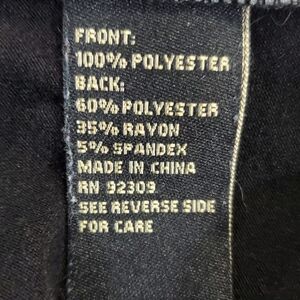 FRONT:
100% POLYESTER
BACK:
60% POLYESTER
35% RAYON
5% SPANDEX
MADE IN CHINA
RN 92309
SEE REVERSE SIDE
FOR CARE